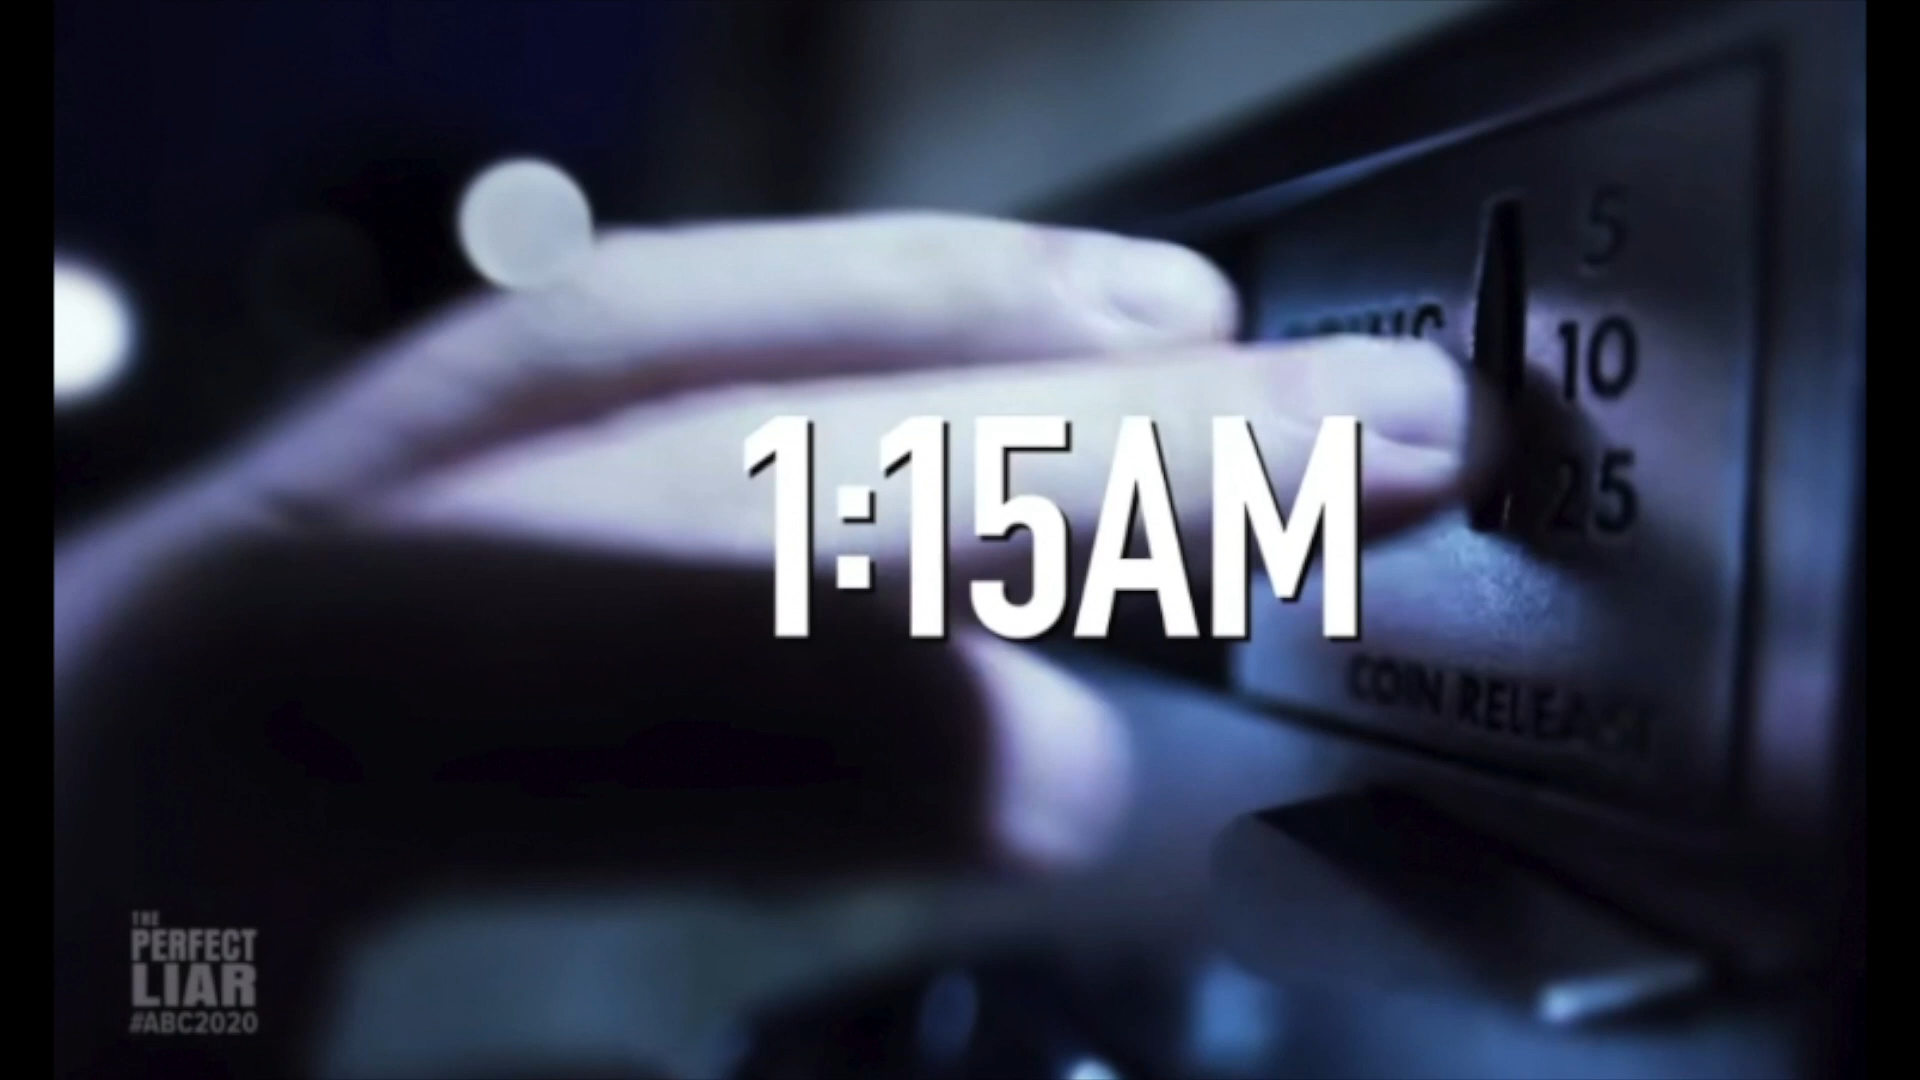 5
10
1:15AM
25
COIN RELEASE
THE
PERFECT
LIAR
#ABC2020